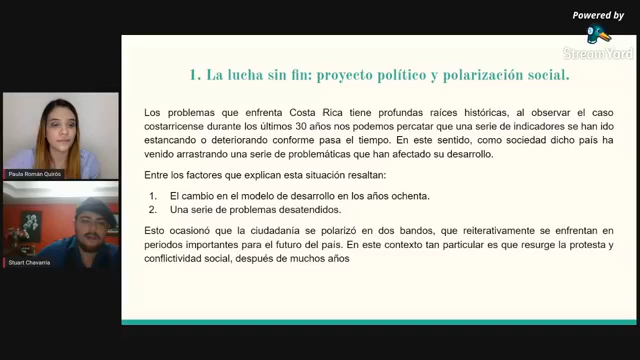 Powered by
StreamYard
1. La lucha sin fin: proyecto político y polarización social.
Los problemas que enfrenta Costa Rica tiene profundas raíces históricas, al observar el caso
costarricense durante los últimos 30 años nos podemos percatar que una serie de indicadores se han ido
estancando o deteriorando conforme pasa el tiempo. En este sentido, como sociedad dicho país ha
venido arrastrando una serie de problemáticas que han afectado su desarrollo.
Entre los factores que explican esta situación resaltan:
1. El cambio en el modelo de desarrollo en los años ochenta.
2. Una serie de problemas desatendidos.
Esto ocasionó que la ciudadanía se polarizó en dos bandos, que reiterativamente se enfrentan en
periodos importantes para el futuro del país. En este contexto tan particular es que resurge la protesta y
conflictividad social, después de muchos años
Paula Román Quirós
Stuart Chavarría